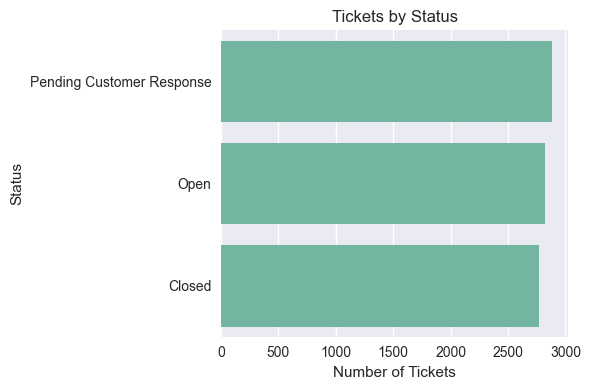 Tickets by Status
Pending Customer Response
Open
Closed
Status
0 500 1000 1500 2000 2500 3000
Number of Tickets